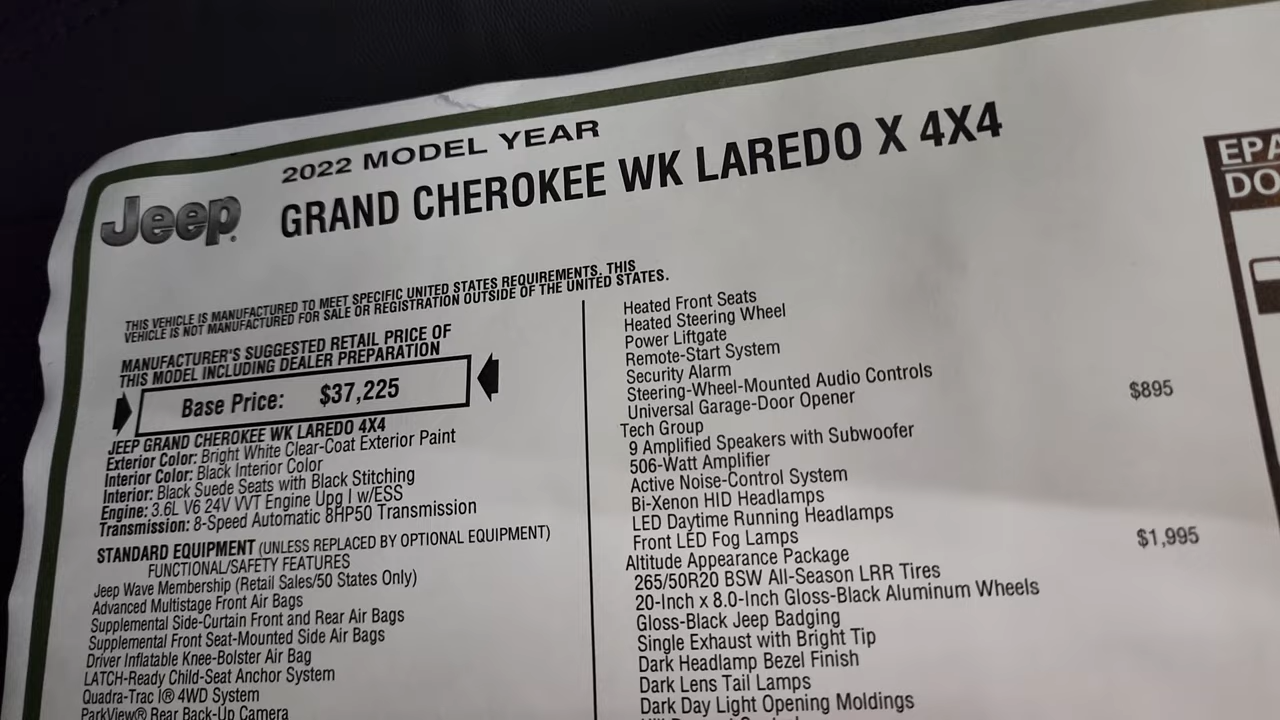 2022 MODEL YEAR
Jeep
GRAND CHEROKEE WK LAREDO X 4X4
EPA
DO
THIS VEHICLE IS MANUFACTURED TO MEET SPECIFIC UNITED STATES REQUIREMENTS. THIS
VEHICLE IS NOT MANUFACTURED FOR SALE OR REGISTRATION OUTSIDE OF THE UNITED STATES.
MANUFACTURER'S SUGGESTED RETAIL PRICE OF
THIS MODEL INCLUDING DEALER PREPARATION
Base Price: $37,225
JEEP GRAND CHEROKEE WK LAREDO 4X4
Exterior Color: Bright White Clear-Coat Exterior Paint
Interior Color: Black Interior Color
Interior: Black Suede Seats with Black Stitching
Engine: 3.6L V6 24V VVT Engine Upg I w/ESS
Transmission: 8-Speed Automatic 8HP50 Transmission
STANDARD EQUIPMENT (UNLESS REPLACED BY OPTIONAL EQUIPMENT)
FUNCTIONAL/SAFETY FEATURES
Jeep Wave Membership (Retail Sales/50 States Only)
Advanced Multistage Front Air Bags
Supplemental Side-Curtain Front and Rear Air Bags
Supplemental Front Seat-Mounted Side Air Bags
Driver Inflatable Knee-Bolster Air Bag
LATCH-Ready Child-Seat Anchor System
Quadra-Trac I® 4WD System
ParkView® Rear Back-Up Camera
Heated Front Seats
Heated Steering Wheel
Power Liftgate
Remote-Start System
Security Alarm
Steering-Wheel-Mounted Audio Controls
Universal Garage-Door Opener
Tech Group $895
9 Amplified Speakers with Subwoofer
506-Watt Amplifier
Active Noise-Control System
Bi-Xenon HID Headlamps
LED Daytime Running Headlamps
Front LED Fog Lamps
Altitude Appearance Package $1,995
265/50R20 BSW All-Season LRR Tires
20-Inch x 8.0-Inch Gloss-Black Aluminum Wheels
Gloss-Black Jeep Badging
Single Exhaust with Bright Tip
Dark Headlamp Bezel Finish
Dark Lens Tail Lamps
Dark Day Light Opening Moldings